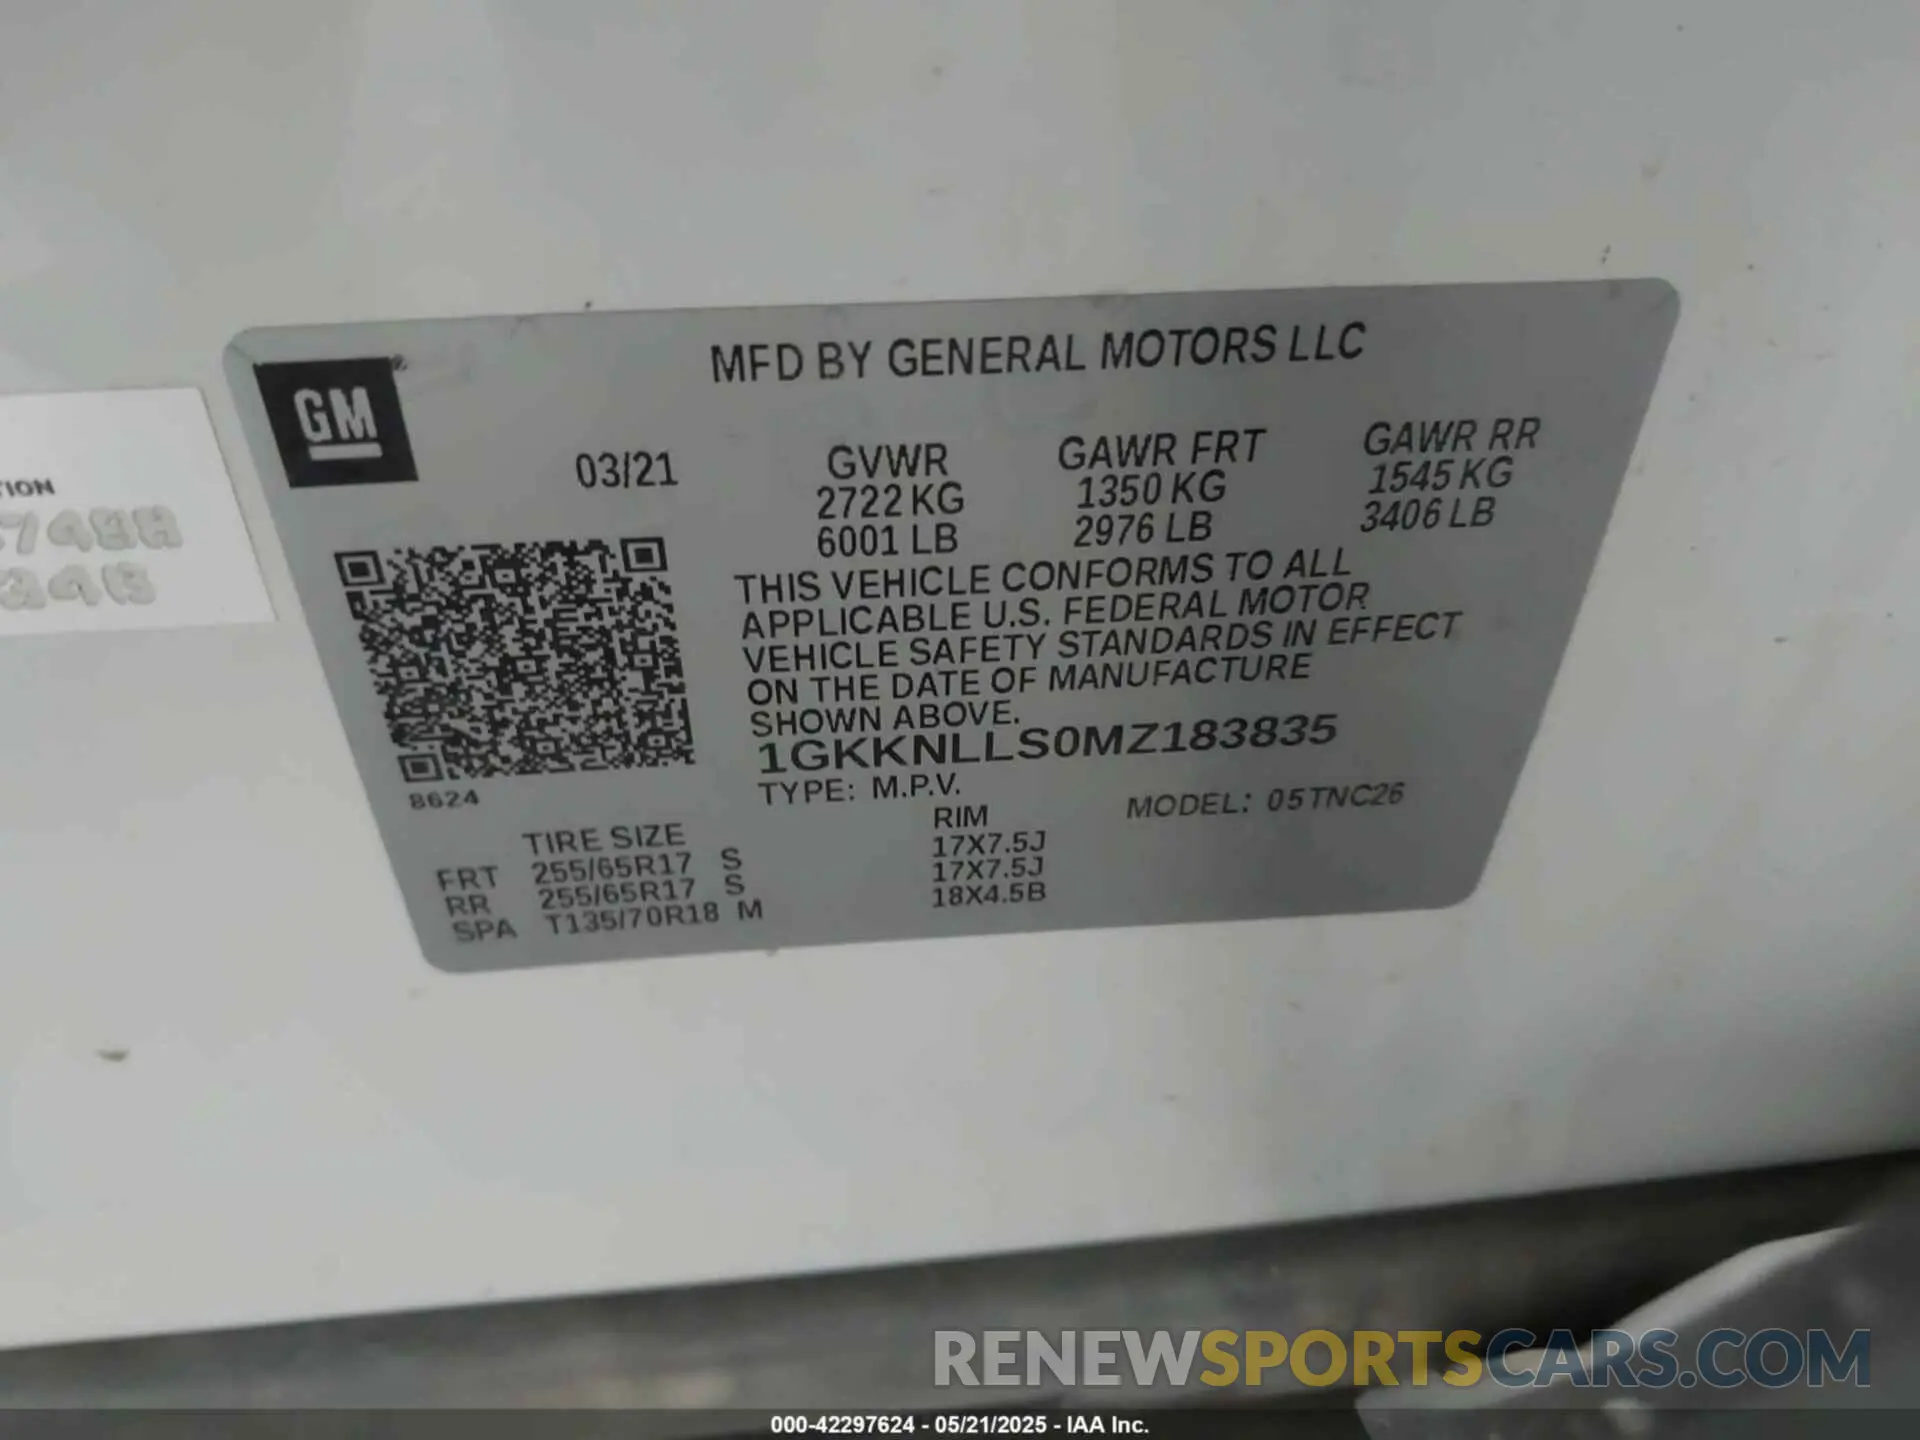 MFD BY GENERAL MOTORS LLC
GM
03/21
GVWR GAWR FRT GAWR RR
2722 KG 1350 KG 1545 KG
6001 LB 2976 LB 3406 LB
THIS VEHICLE CONFORMS TO ALL
APPLICABLE U.S. FEDERAL MOTOR
VEHICLE SAFETY STANDARDS IN EFFECT
ON THE DATE OF MANUFACTURE
SHOWN ABOVE.
1GKKNLLS0MZ183835
TYPE: M.P.V.
MODEL: 05TNC26
8624
TIRE SIZE RIM
FRT 255/65R17 S 17X7.5J
RR 255/65R17 S 17X7.5J
SPA T135/70R18 M 18X4.5B
RENEWSPORTSCARS.COM
000-42297624 - 05/21/2025 - IAA Inc.